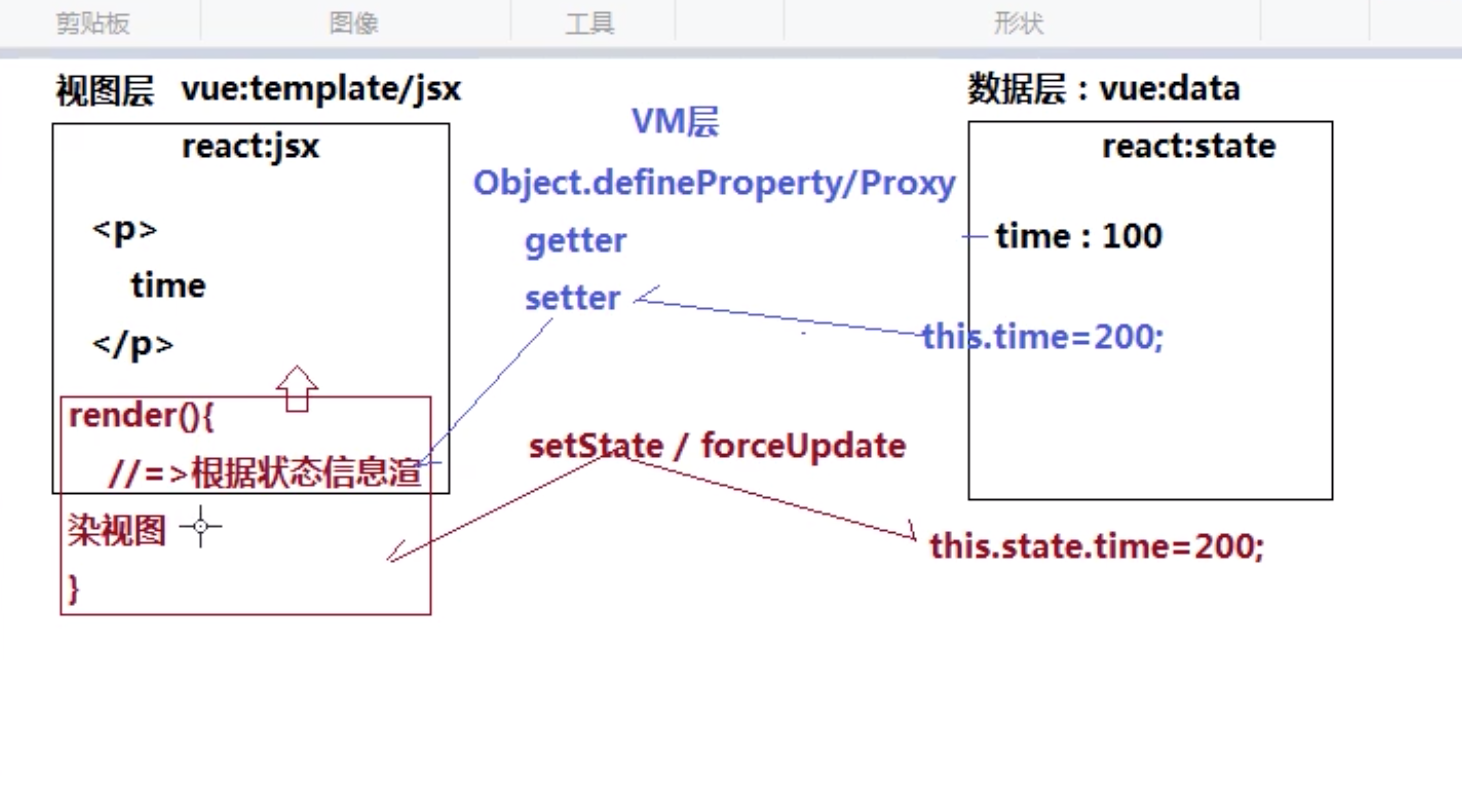 剪贴板 图像 工具 形状
视图层 vue:template/jsx
react:jsx
<p>
time
</p>
render(){
//=>根据状态信息渲
染视图
}
VM层
Object.defineProperty/Proxy
getter
setter
setState / forceUpdate
数据层：vue:data
react:state
time：100
this.time=200;
this.state.time=200;